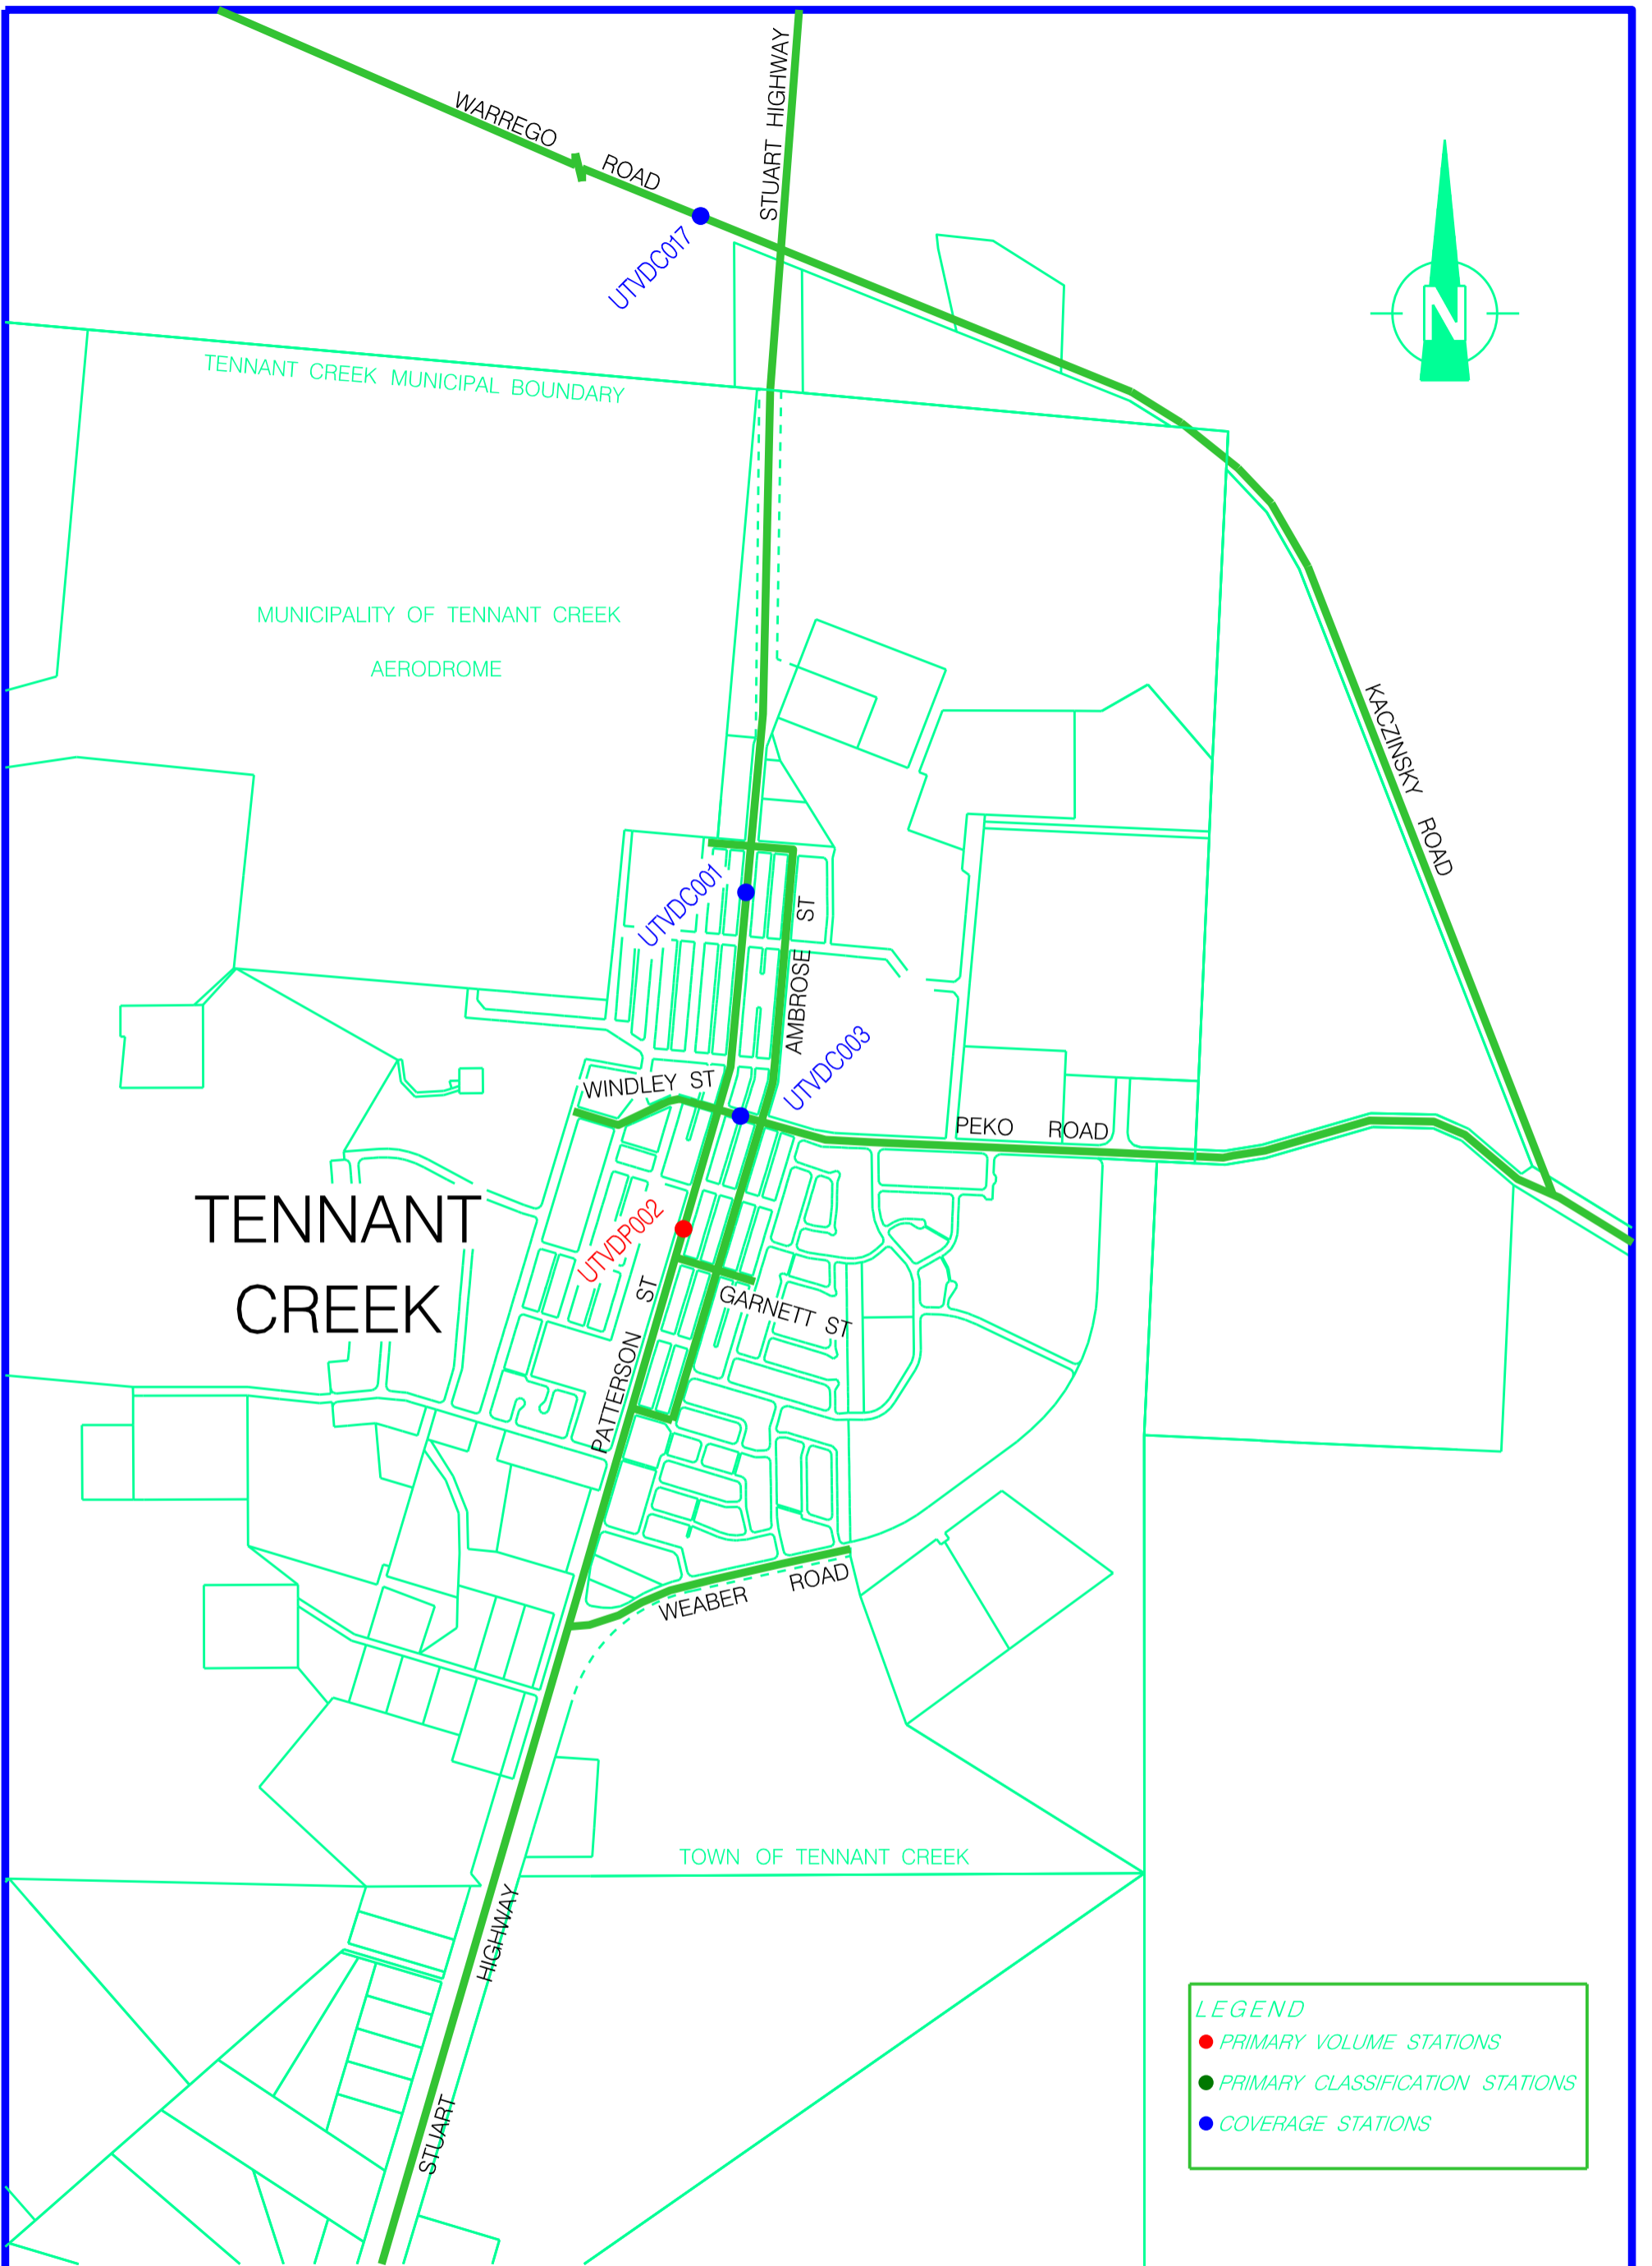 STUART HIGHWAY
WARREGO ROAD
UTVDC017
N
TENNANT CREEK MUNICIPAL BOUNDARY
MUNICIPALITY OF TENNANT CREEK
AERODROME
KACZINSKY ROAD
UTVDC001
AMBROSE ST
UTVDC003
WINDLEY ST
PEKO ROAD
TENNANT
CREEK
UTVDP002
GARNETT ST
PATTERSON ST
WEABER ROAD
TOWN OF TENNANT CREEK
STUART HIGHWAY
LEGEND
PRIMARY VOLUME STATIONS
PRIMARY CLASSIFICATION STATIONS
COVERAGE STATIONS